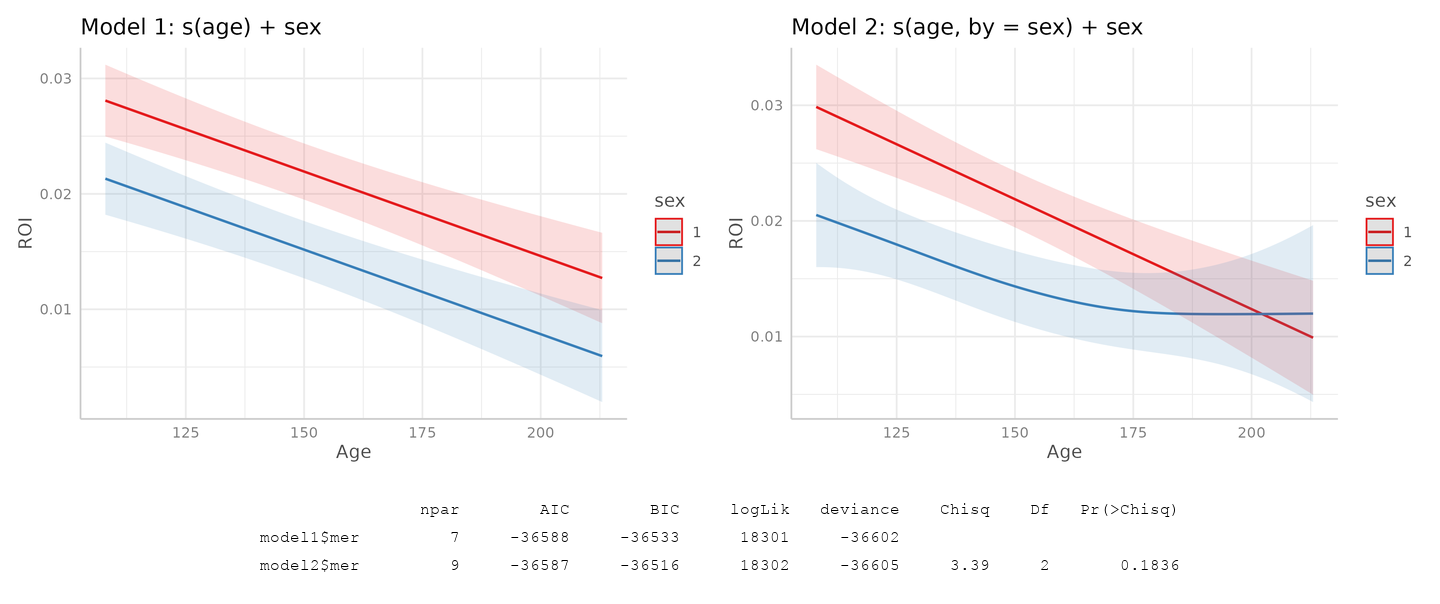 Model 1: s(age) + sex
0.03
0.02
0.01
ROI
125 150 175 200
Age
sex
1
2
Model 2: s(age, by = sex) + sex
0.03
0.02
0.01
ROI
125 150 175 200
Age
sex
1
2
npar AIC BIC logLik deviance Chisq Df Pr(>Chisq)
model1$mer 7 -36588 -36533 18301 -36602
model2$mer 9 -36587 -36516 18302 -36605 3.39 2 0.1836